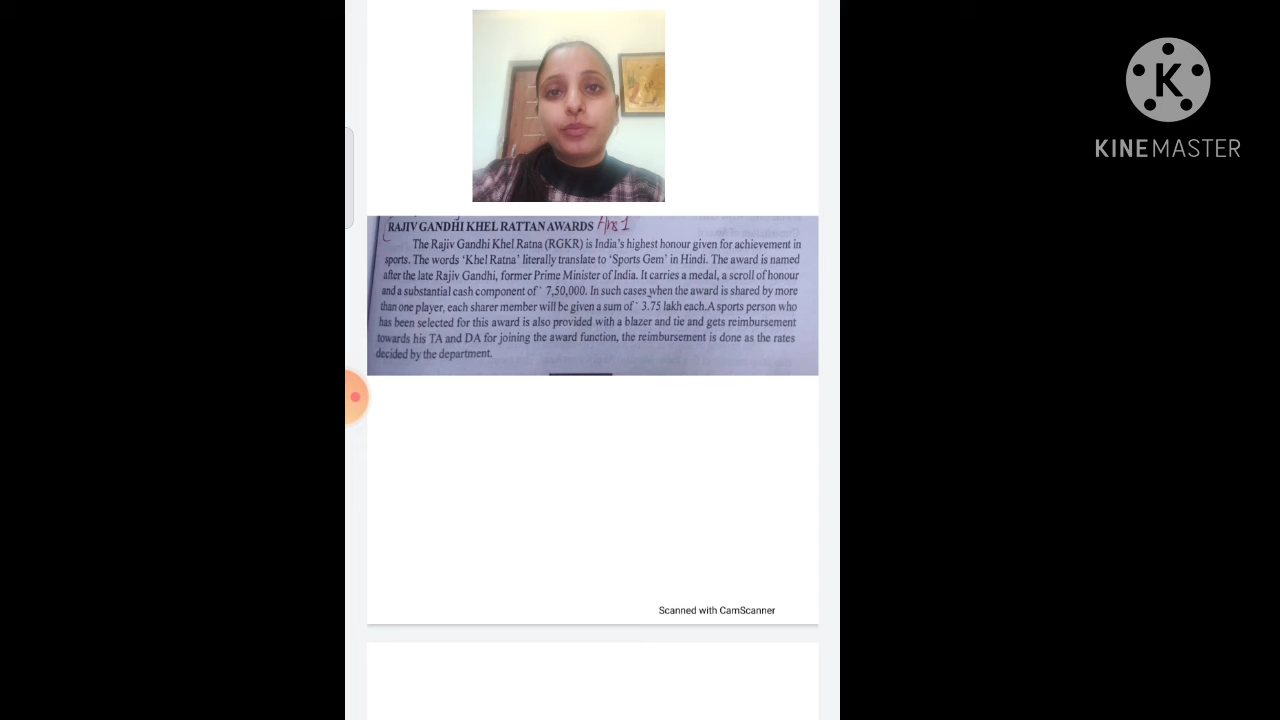 KINEMASTER
RAJIV GANDHI KHEL RATTAN AWARDS Ans 1
The Rajiv Gandhi Khel Ratna (RGKR) is India's highest honour given for achievement in
sports. The words 'Khel Ratna' literally translate to 'Sports Gem' in Hindi. The award is named
after the late Rajiv Gandhi, former Prime Minister of India. It carries a medal, a scroll of honour
and a substantial cash component of ` 7,50,000. In such cases when the award is shared by more
than one player, each sharer member will be given a sum of ` 3.75 lakh each.A sports person who
has been selected for this award is also provided with a blazer and tie and gets reimbursement
towards his TA and DA for joining the award function, the reimbursement is done as the rates
decided by the department.
Scanned with CamScanner